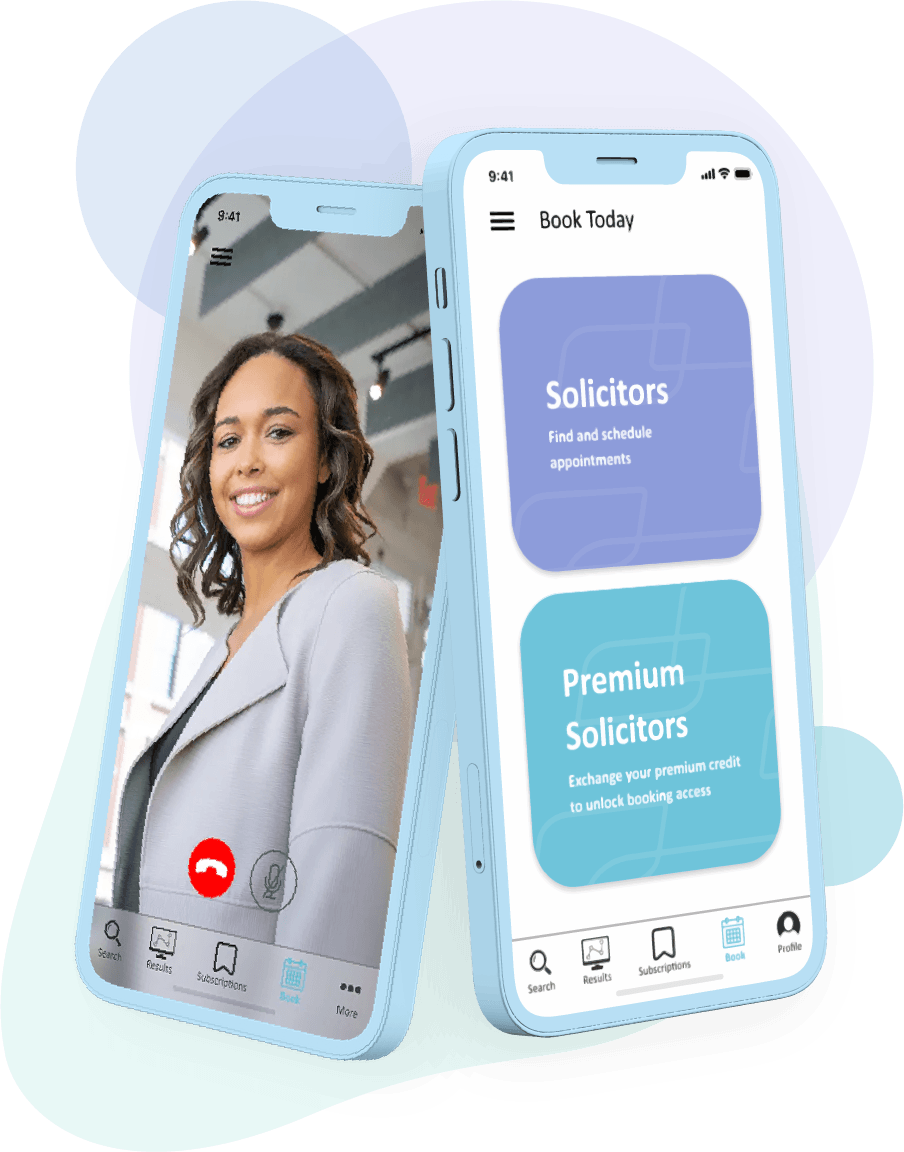 9:41
Search
Results
Subscriptions
Book
More
9:41
Book Today
Solicitors
Find and schedule
appointments
Premium
Solicitors
Exchange your premium credit
to unlock booking access
Search
Results
Subscriptions
Book
Profile